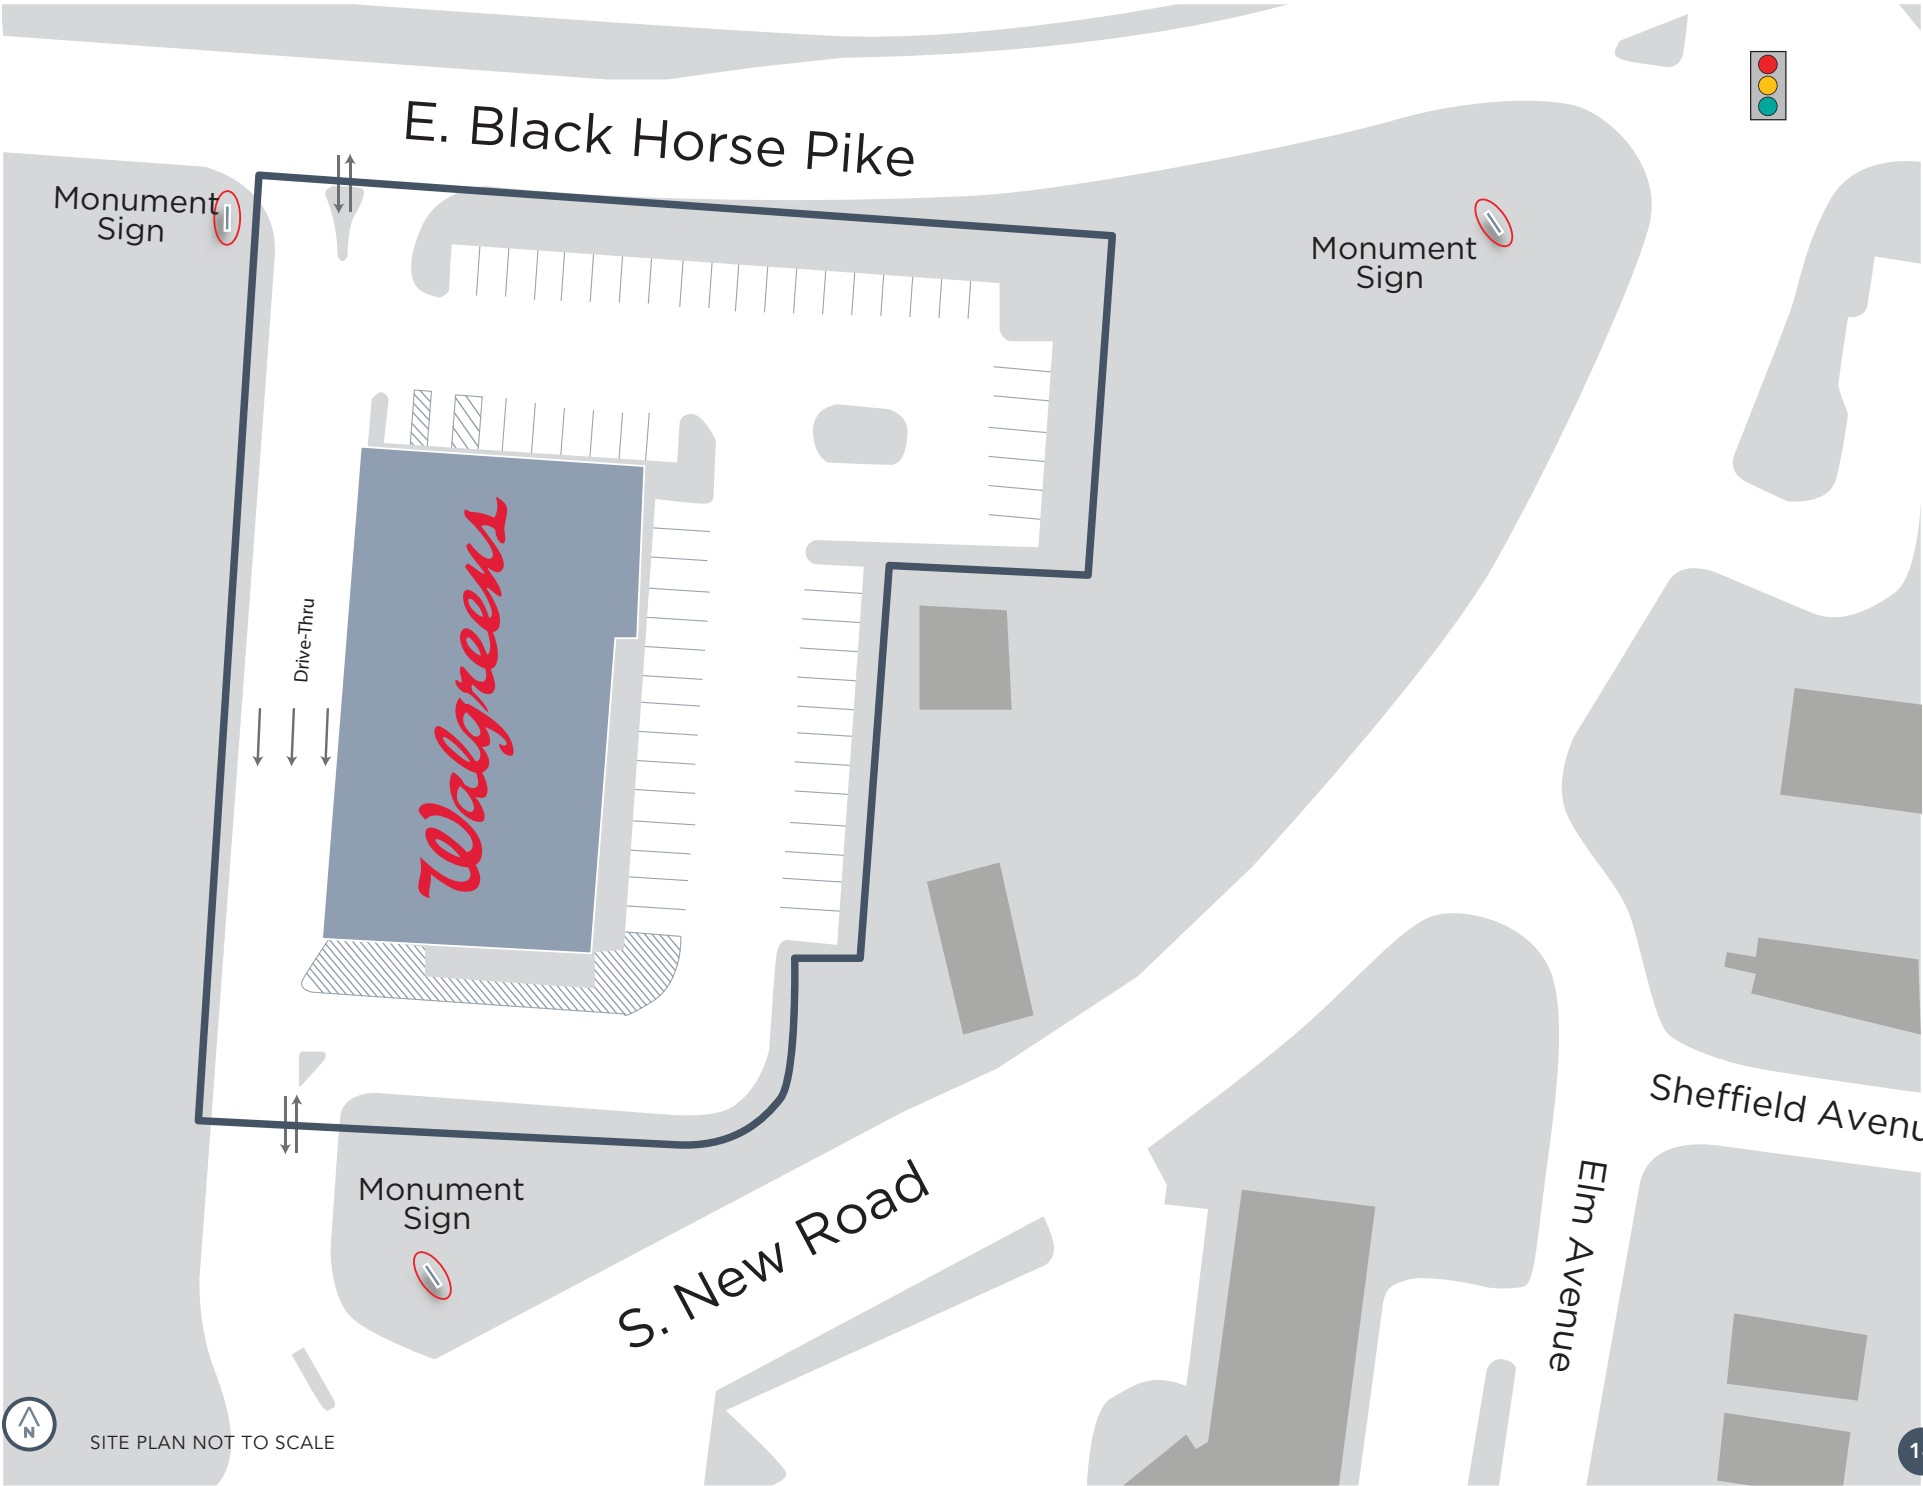 E. Black Horse Pike
Monument
Sign
Monument
Sign
Drive-Thru
Walgreens
Sheffield Avenu
Elm Avenue
Monument
Sign
S. New Road
N
SITE PLAN NOT TO SCALE